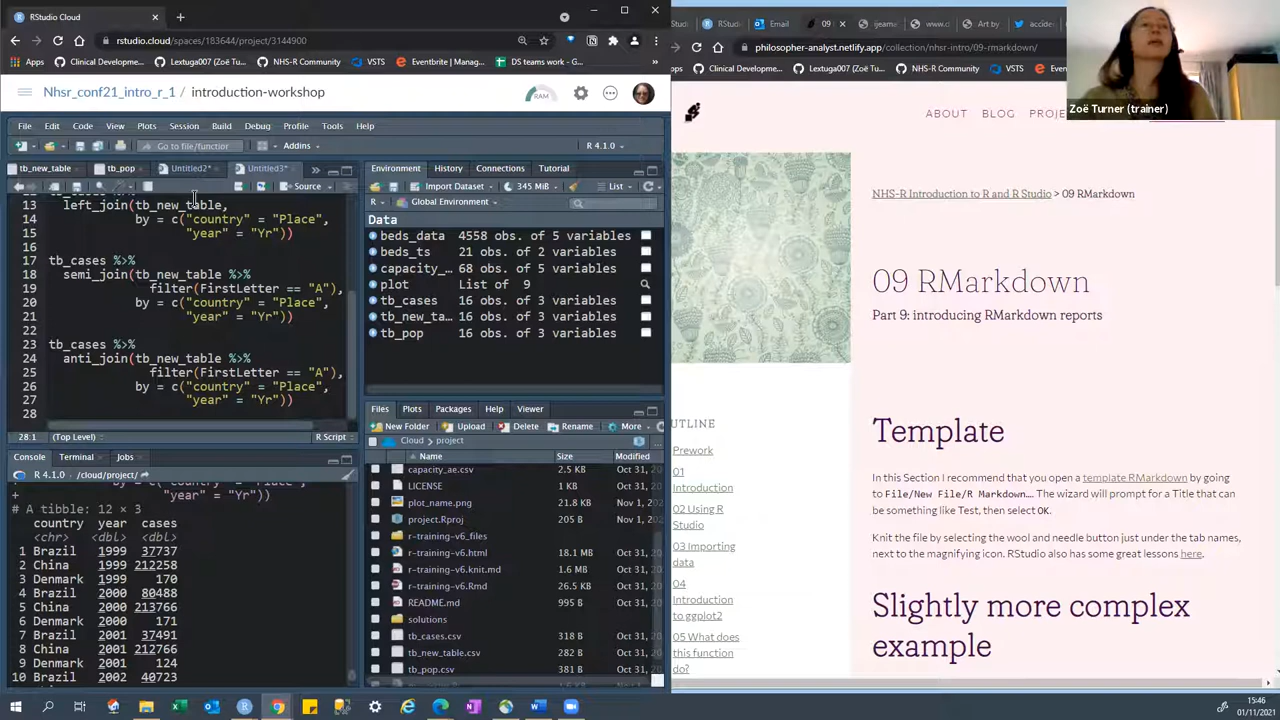 RStudio Cloud
rstudio.cloud/spaces/183644/project/3144900
Apps
Clinical Developme...
Lextuga007 (Zoë Tu...
NHS-R Community
VSTS
Eventbrite | Manag...
DS teams work - G...
Nhsr_conf21_intro_r_1 / introduction-workshop
RAM
File Edit Code View Plots Session Build Debug Profile Tools Help
Go to file/functior
Addins
R 4.1.0
tb_new_table
tb_pop
Untitled2*
Untitled3*
Source
13 left_join(tb_new_t
14 by = c("country" = "Place",
15 "year" = "Yr"))
16
17 tb_cases %>%
18 semi_join(tb_new_table %>%
19 filter(FirstLetter == "A"),
20 by = c("country" = "Place",
21 "year" = "Yr"))
22
23 tb_cases %>%
24 anti_join(tb_new_table %>%
25 filter(FirstLetter == "A"),
26 by = c("country" = "Place",
27 "year" = "Yr"))
28
28:1 (Top Level) R Script
Console Terminal Jobs
R 4.1.0 . /cloud/project/
"year" = "Yr"))
# A tibble: 12 x 3
country year cases
<chr> <dbl> <dbl>
1 Brazil 1999 37737
2 China 1999 212258
3 Denmark 1999 170
4 Brazil 2000 80488
5 China 2000 213766
6 Denmark 2000 171
7 Brazil 2001 37491
8 China 2001 212766
9 Denmark 2001 124
10 Denmark 2002 23
Environment History Connections Tutorial
Import Dataset
345 MiB
List
R
Global Environment
Data
beds_data 4558 obs. of 5 variables
beds_ts 21 obs. of 2 variables
capacity_... 68 obs. of 5 variables
plot List of 9
tb_cases 16 obs. of 3 variables
tb_new_ta... 16 obs. of 3 variables
tb_pop 16 obs. of 3 variables
Files Plots Packages Help Viewer
New Folder Upload Delete Rename More
Cloud project
Name Size Modified
capacity_ae.csv 2.5 KB Oct 31,
LICENSE 1 KB Oct 31,
plot_name.png 21.8 KB Nov 1,
project.Rproj 205 B Nov 1,
r-training-v6_files
r-training-v6.html 18.1 MB Oct 31,
r-training-v6.knit.md 1.6 MB Oct 31,
r-training-v6.Rmd 26.5 KB Oct 31,
README.md 995 B Oct 31,
solutions
tb_cases.csv 318 B Oct 31,
tb_new_table.csv 282 B Oct 31,
tb_pop.csv 381 B Oct 31,
RStudi
Email
09
ijeam
www.c
Art by
accide
philosopher-analyst.netlify.app/collection/nhsr-intro/09-rmarkdown/
Clinical Developme...
Lextuga007 (Zoë Tu...
NHS-R Community
VSTS
Even
Zoë Turner (trainer)
ABOUT BLOG PROJE
NHS-R Introduction to R and R Studio > 09 RMarkdown
09 RMarkdown
Part 9: introducing RMarkdown reports
UTLINE
Prework
01
Introduction
02 Using R
Studio
03 Importing
data
04
Introduction
to ggplot2
05 What does
this function
do?
Template
In this Section I recommend that you open a template RMarkdown by going
to File/New File/R Markdown…. The wizard will prompt for a Title that can
be something like Test, then select OK.
Knit the file by selecting the wool and needle button just under the tab names,
next to the magnifying icon. RStudio also has some great lessons here.
Slightly more complex
example
15:46
01/11/2021